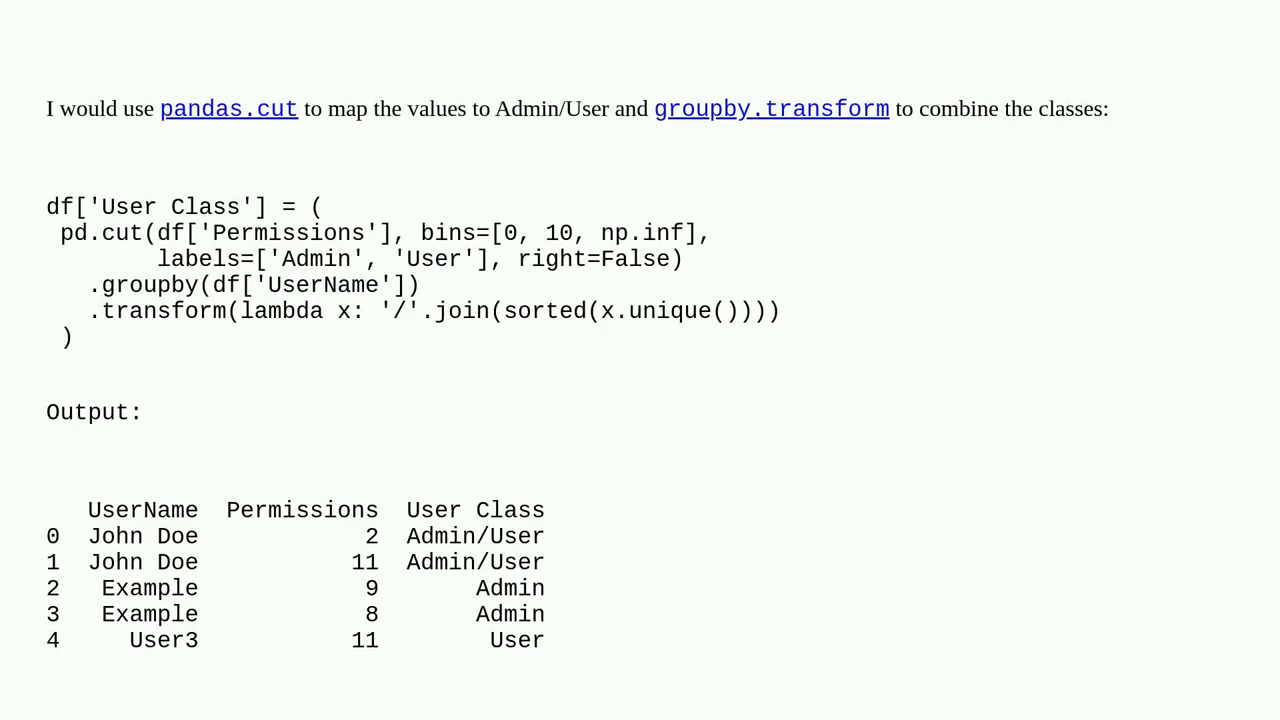 I would use pandas.cut to map the values to Admin/User and groupby.transform to combine the classes:
df['User Class'] = (
 pd.cut(df['Permissions'], bins=[0, 10, np.inf],
        labels=['Admin', 'User'], right=False)
   .groupby(df['UserName'])
   .transform(lambda x: '/'.join(sorted(x.unique())))
 )
Output:
   UserName  Permissions  User Class
0  John Doe            2  Admin/User
1  John Doe           11  Admin/User
2   Example            9       Admin
3   Example            8       Admin
4     User3           11        User